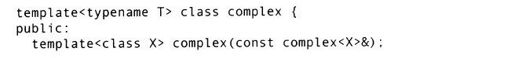 template<typename T> class complex {
public:
template<class X> complex(const complex<X>&);